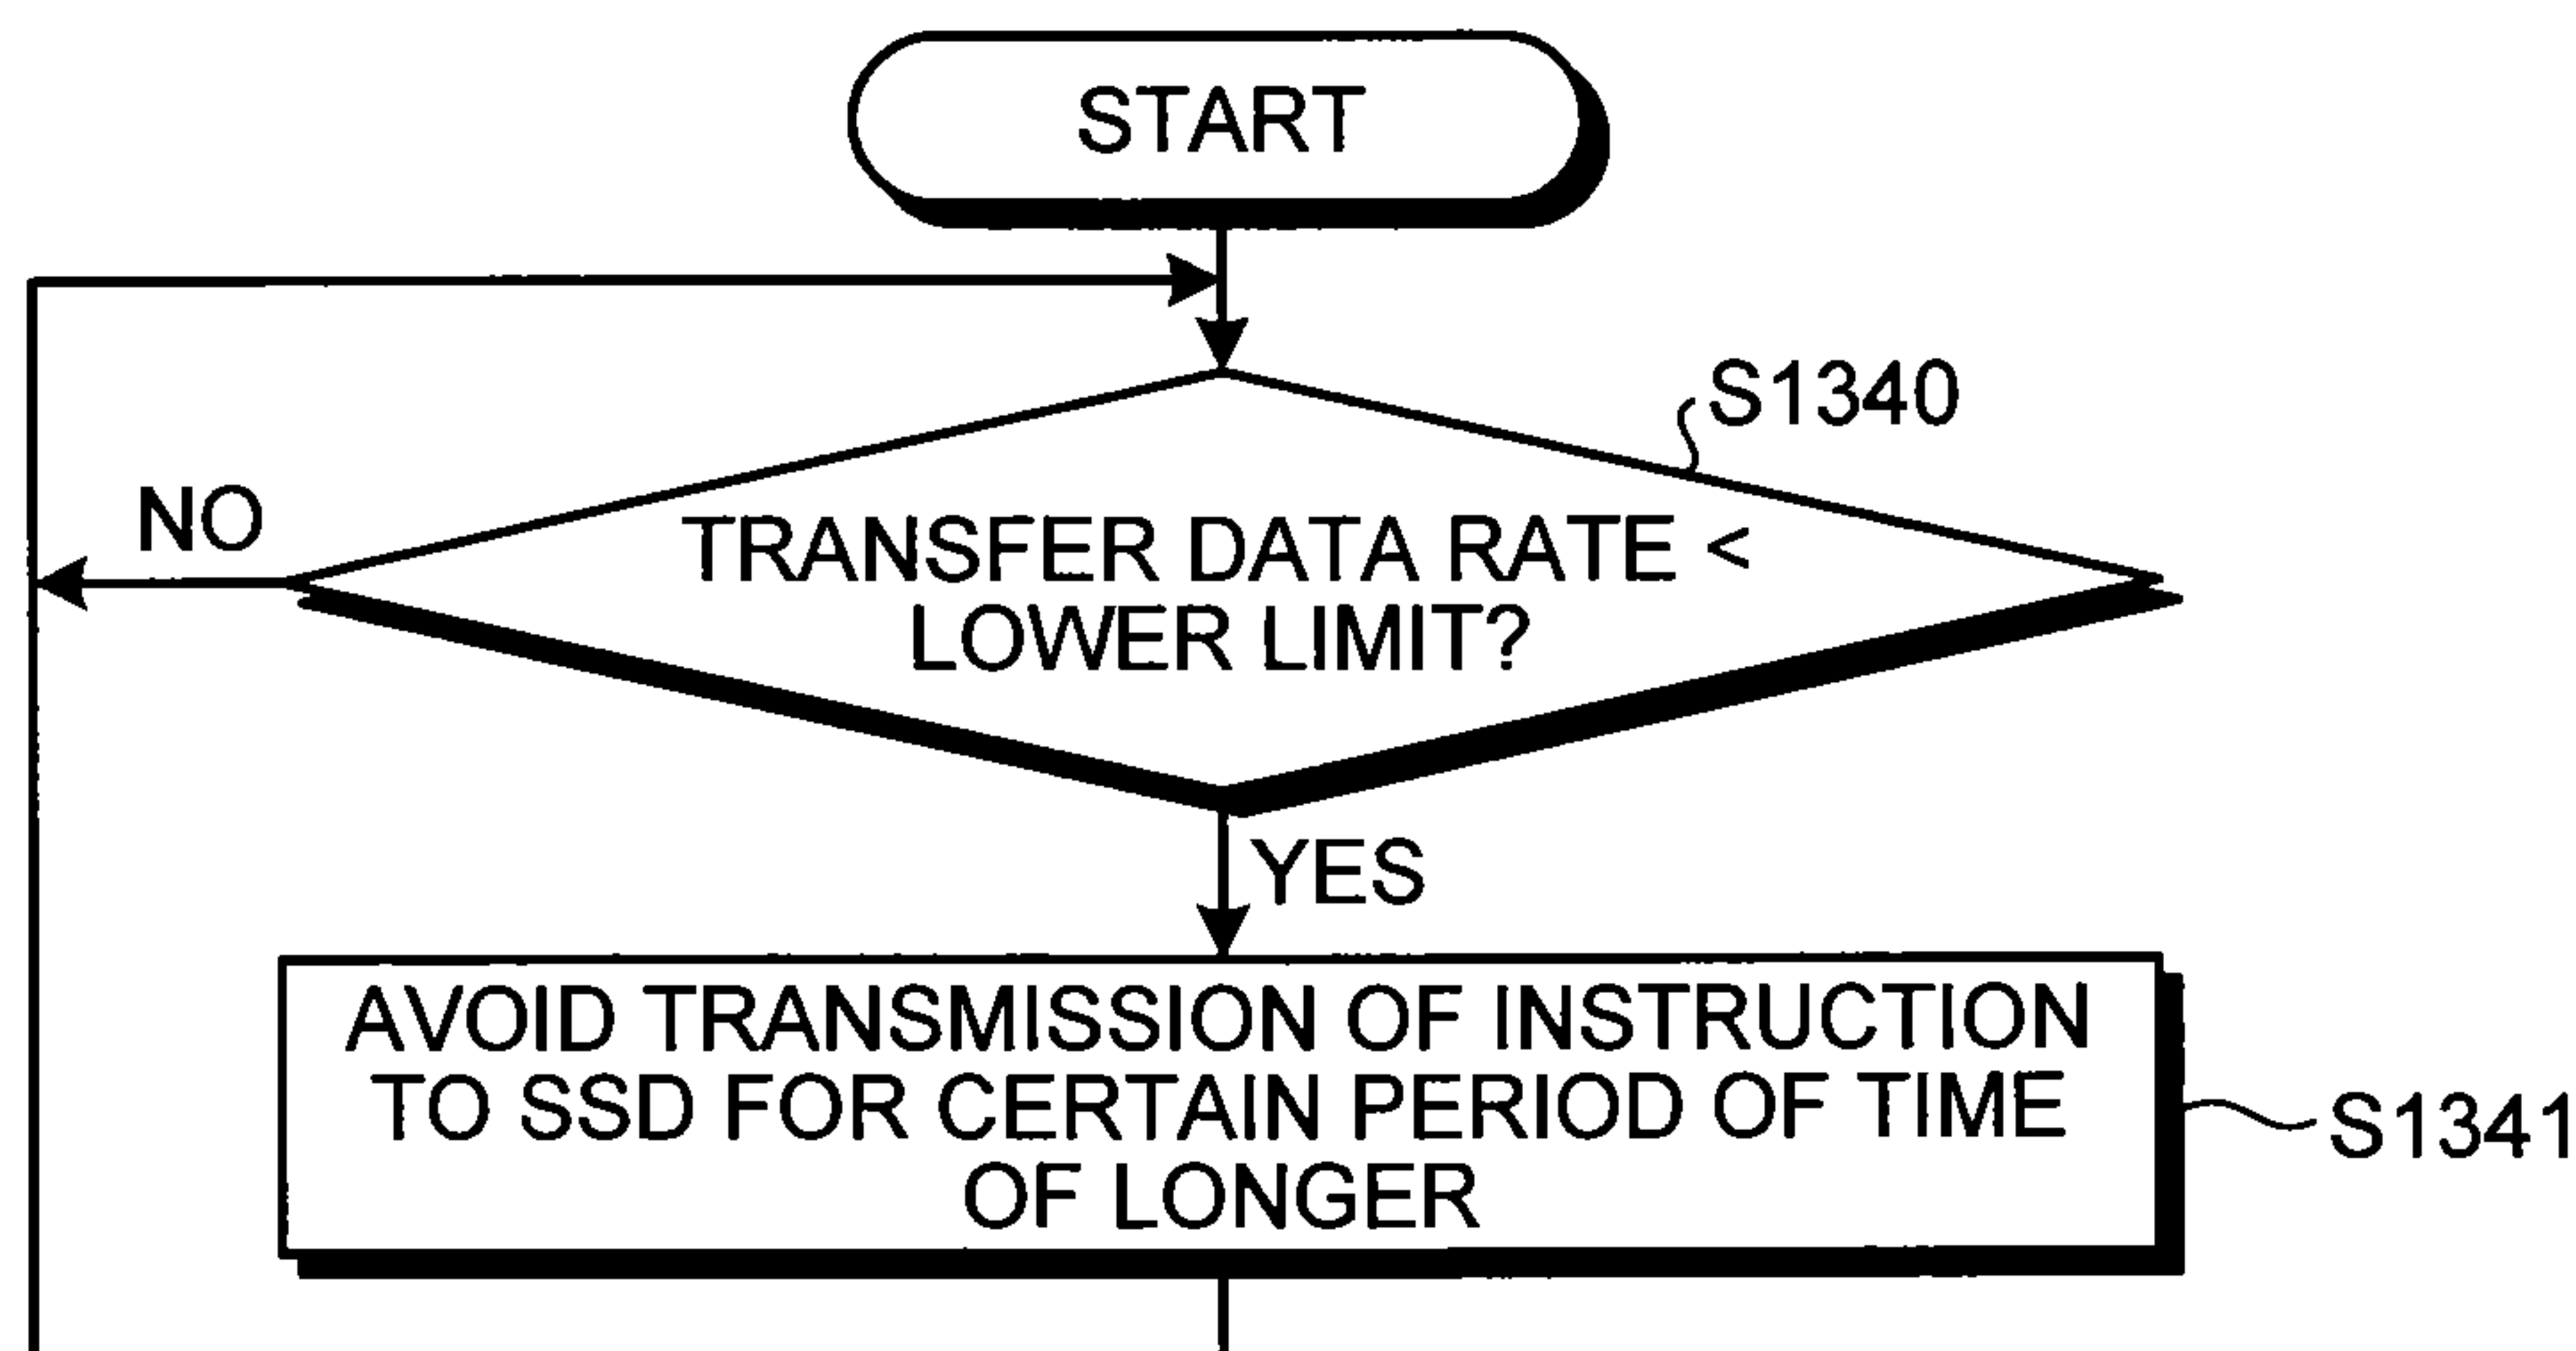 START
S1340
NO
TRANSFER DATA RATE <
LOWER LIMIT?
YES
AVOID TRANSMISSION OF INSTRUCTION
TO SSD FOR CERTAIN PERIOD OF TIME
OF LONGER
S1341